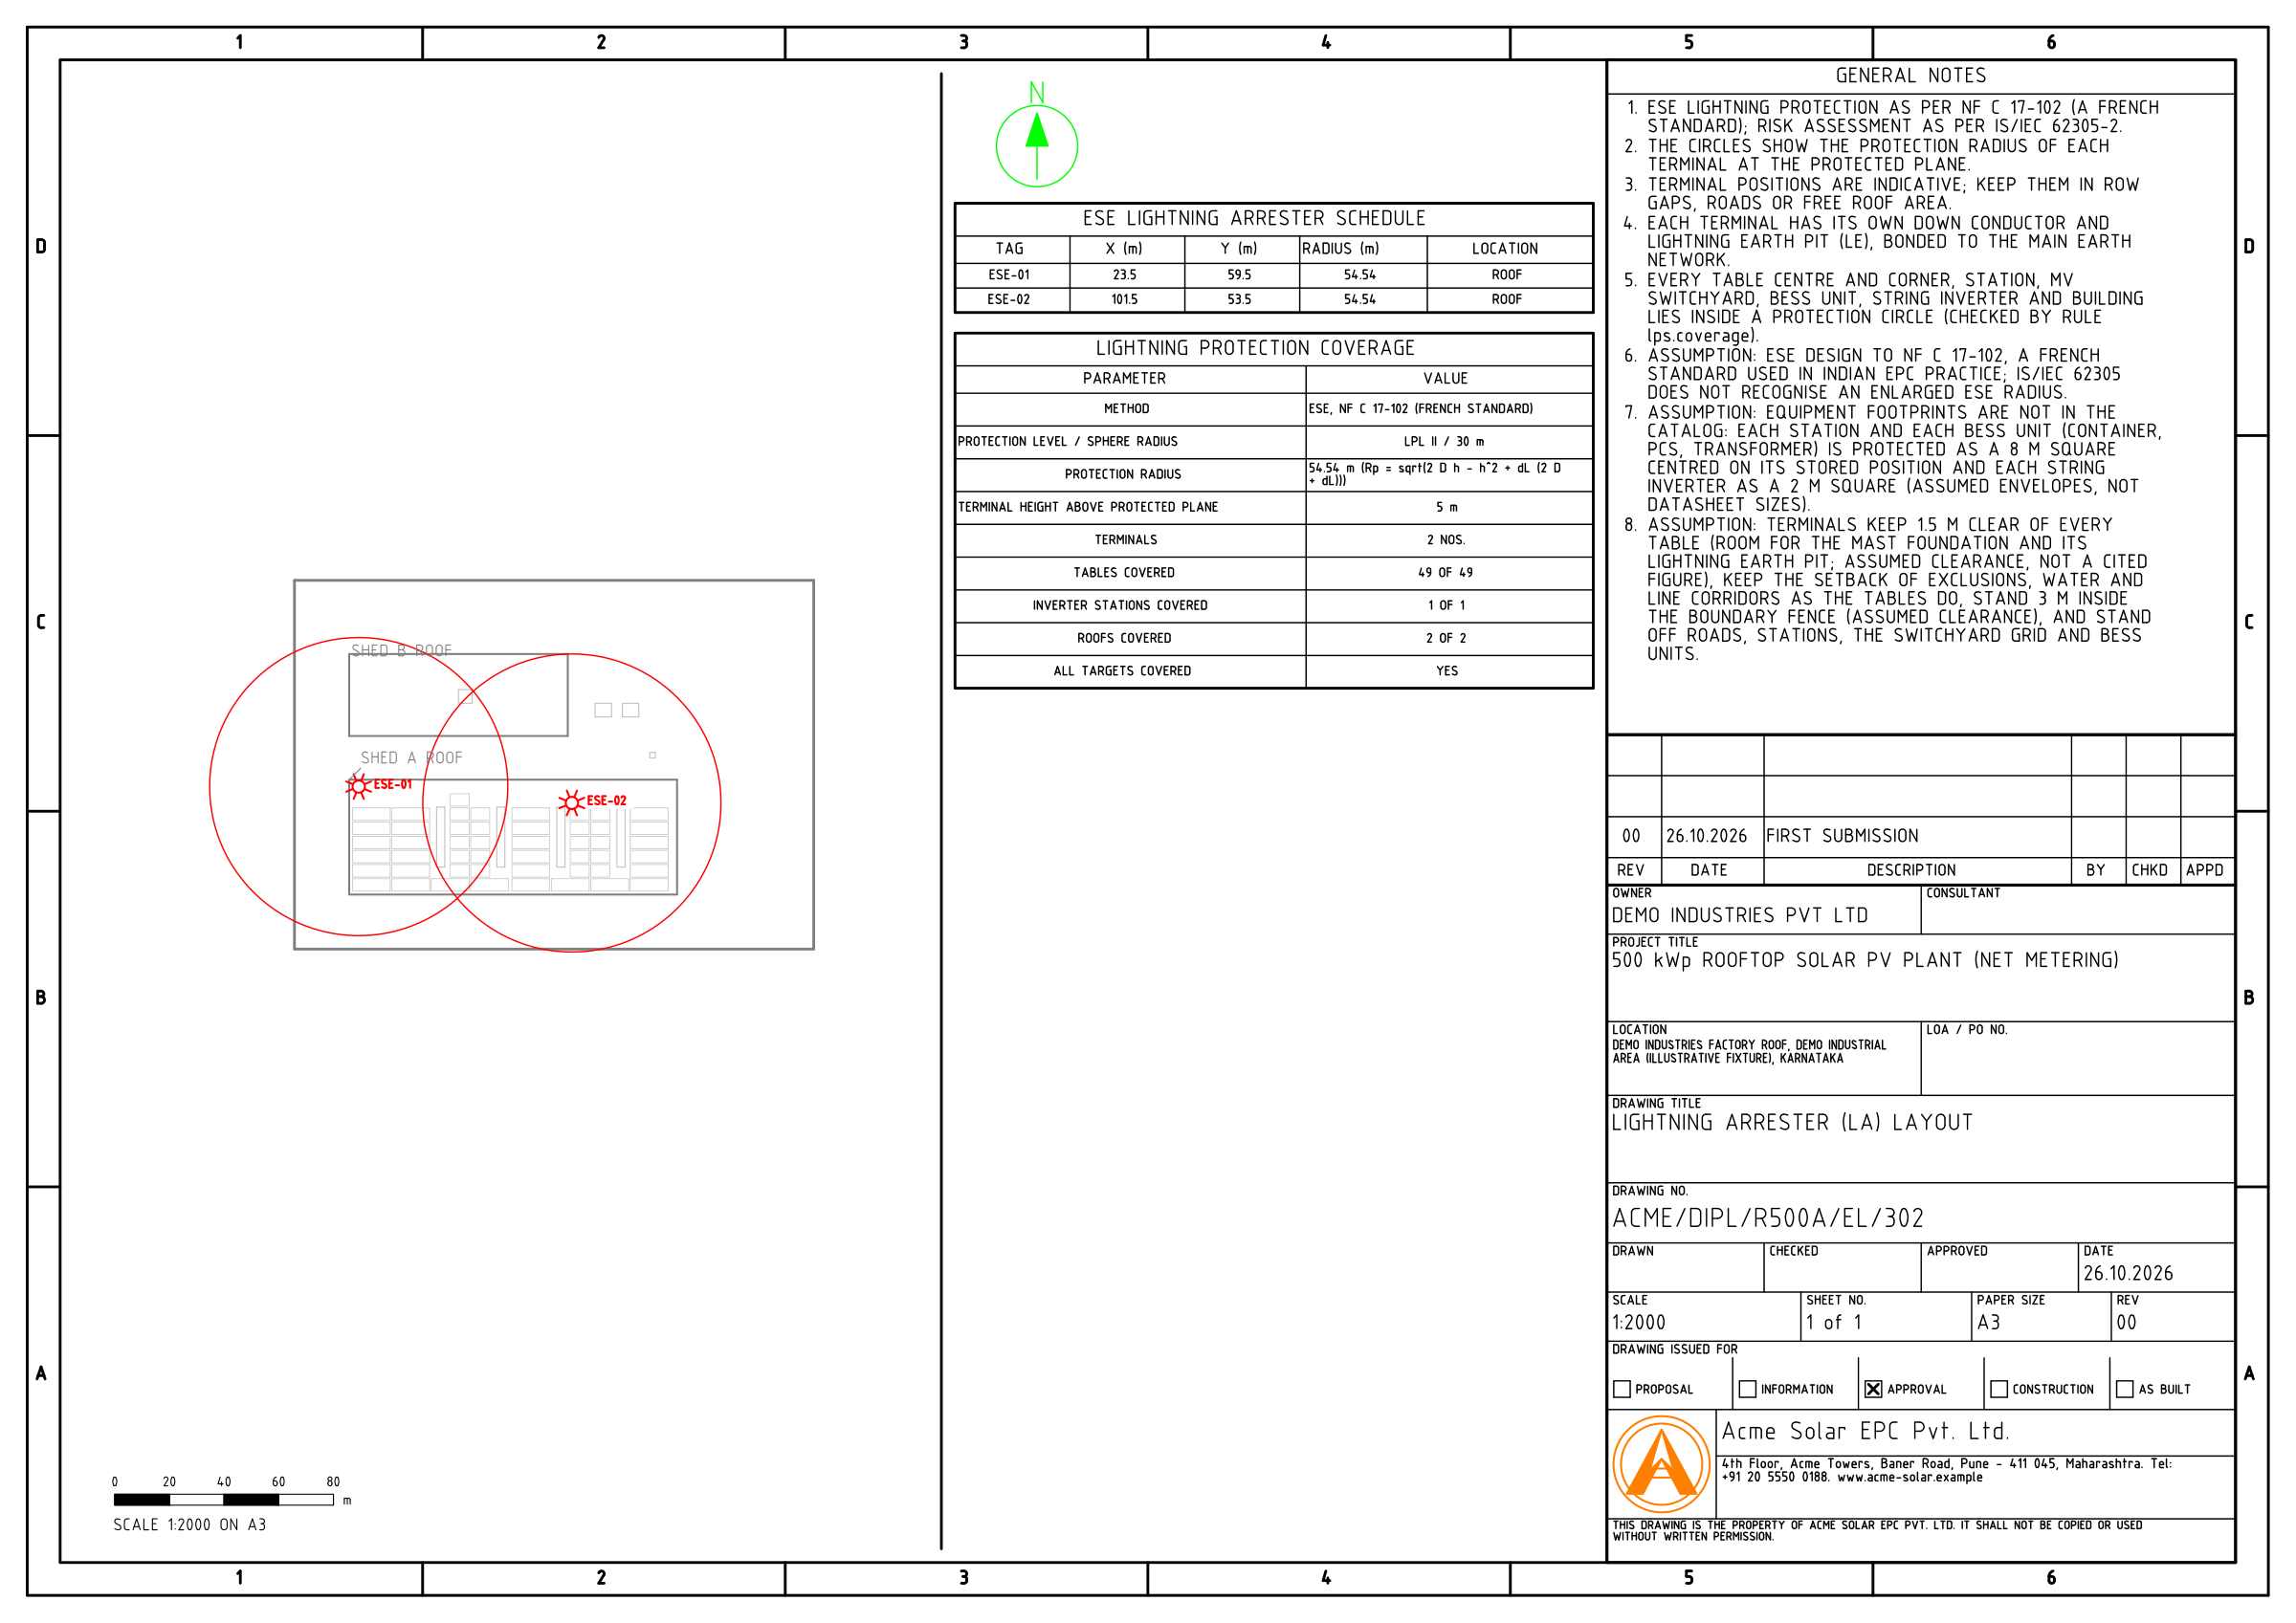 1 2 3 4 5 6
D
C
B
A
N
ESE LIGHTNING ARRESTER SCHEDULE
TAG X (m) Y (m) RADIUS (m) LOCATION
ESE-01 23.5 59.5 54.54 ROOF
ESE-02 101.5 53.5 54.54 ROOF
LIGHTNING PROTECTION COVERAGE
PARAMETER VALUE
METHOD ESE, NF C 17-102 (FRENCH STANDARD)
PROTECTION LEVEL / SPHERE RADIUS LPL II / 30 m
PROTECTION RADIUS 54.54 m (Rp = sqrt(2 D h - h^2 + dL (2 D
+ dL)))
TERMINAL HEIGHT ABOVE PROTECTED PLANE 5 m
TERMINALS 2 NOS.
TABLES COVERED 49 OF 49
INVERTER STATIONS COVERED 1 OF 1
ROOFS COVERED 2 OF 2
ALL TARGETS COVERED YES
SHED B ROOF
SHED A ROOF
ESE-01
ESE-02
0 20 40 60 80 m
SCALE 1:2000 ON A3
GENERAL NOTES
1. ESE LIGHTNING PROTECTION AS PER NF C 17-102 (A FRENCH
STANDARD); RISK ASSESSMENT AS PER IS/IEC 62305-2.
2. THE CIRCLES SHOW THE PROTECTION RADIUS OF EACH
TERMINAL AT THE PROTECTED PLANE.
3. TERMINAL POSITIONS ARE INDICATIVE; KEEP THEM IN ROW
GAPS, ROADS OR FREE ROOF AREA.
4. EACH TERMINAL HAS ITS OWN DOWN CONDUCTOR AND
LIGHTNING EARTH PIT (LE), BONDED TO THE MAIN EARTH
NETWORK.
5. EVERY TABLE CENTRE AND CORNER, STATION, MV
SWITCHYARD, BESS UNIT, STRING INVERTER AND BUILDING
LIES INSIDE A PROTECTION CIRCLE (CHECKED BY RULE
lps.coverage).
6. ASSUMPTION: ESE DESIGN TO NF C 17-102, A FRENCH
STANDARD USED IN INDIAN EPC PRACTICE; IS/IEC 62305
DOES NOT RECOGNISE AN ENLARGED ESE RADIUS.
7. ASSUMPTION: EQUIPMENT FOOTPRINTS ARE NOT IN THE
CATALOG: EACH STATION AND EACH BESS UNIT (CONTAINER,
PCS, TRANSFORMER) IS PROTECTED AS A 8 M SQUARE
CENTRED ON ITS STORED POSITION AND EACH STRING
INVERTER AS A 2 M SQUARE (ASSUMED ENVELOPES, NOT
DATASHEET SIZES).
8. ASSUMPTION: TERMINALS KEEP 1.5 M CLEAR OF EVERY
TABLE (ROOM FOR THE MAST FOUNDATION AND ITS
LIGHTNING EARTH PIT; ASSUMED CLEARANCE, NOT A CITED
FIGURE), KEEP THE SETBACK OF EXCLUSIONS, WATER AND
LINE CORRIDORS AS THE TABLES DO, STAND 3 M INSIDE
THE BOUNDARY FENCE (ASSUMED CLEARANCE), AND STAND
OFF ROADS, STATIONS, THE SWITCHYARD GRID AND BESS
UNITS.
00 26.10.2026 FIRST SUBMISSION
REV DATE DESCRIPTION BY CHKD APPD
OWNER CONSULTANT
DEMO INDUSTRIES PVT LTD
PROJECT TITLE
500 kWp ROOFTOP SOLAR PV PLANT (NET METERING)
LOCATION LOA / PO NO.
DEMO INDUSTRIES FACTORY ROOF, DEMO INDUSTRIAL
AREA (ILLUSTRATIVE FIXTURE), KARNATAKA
DRAWING TITLE
LIGHTNING ARRESTER (LA) LAYOUT
DRAWING NO.
ACME/DIPL/R500A/EL/302
DRAWN CHECKED APPROVED DATE
26.10.2026
SCALE SHEET NO. PAPER SIZE REV
1:2000 1 of 1 A3 00
DRAWING ISSUED FOR
PROPOSAL INFORMATION APPROVAL CONSTRUCTION AS BUILT
Acme Solar EPC Pvt. Ltd.
4th Floor, Acme Towers, Baner Road, Pune - 411 045, Maharashtra. Tel:
+91 20 5550 0188. www.acme-solar.example
THIS DRAWING IS THE PROPERTY OF ACME SOLAR EPC PVT. LTD. IT SHALL NOT BE COPIED OR USED
WITHOUT WRITTEN PERMISSION.
D
C
B
A
1 2 3 4 5 6